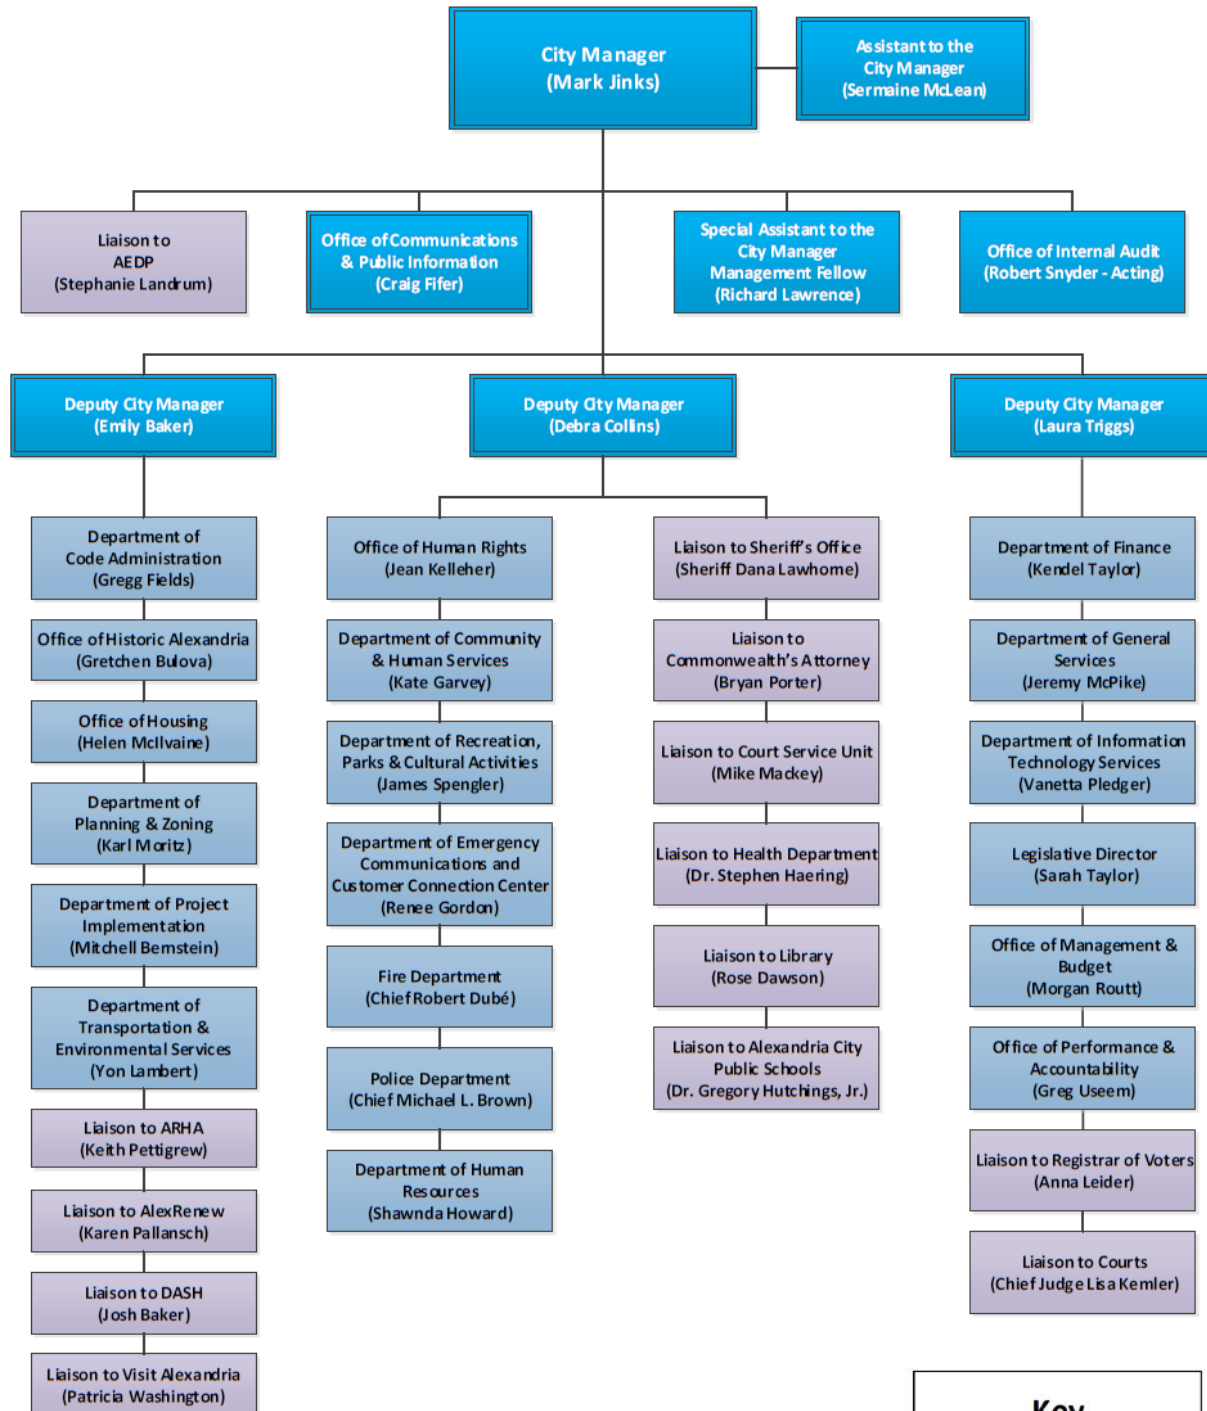 City Manager
(Mark Jinks)
Assistant to the
City Manager
(Sermaine McLean)
Liaison to
AEDP
(Stephanie Landrum)
Office of Communications
& Public Information
(Craig Fifer)
Special Assistant to the
City Manager
Management Fellow
(Richard Lawrence)
Office of Internal Audit
(Robert Snyder - Acting)
Deputy City Manager
(Emily Baker)
Deputy City Manager
(Debra Collins)
Deputy City Manager
(Laura Triggs)
Department of
Code Administration
(Gregg Fields)
Office of Historic Alexandria
(Gretchen Bulova)
Office of Housing
(Helen McIlvaine)
Department of
Planning & Zoning
(Karl Moritz)
Department of Project
Implementation
(Mitchell Bernstein)
Department of
Transportation &
Environmental Services
(Yon Lambert)
Liaison to ARHA
(Keith Pettigrew)
Liaison to AlexRenew
(Karen Pallansch)
Liaison to DASH
(Josh Baker)
Liaison to Visit Alexandria
(Patricia Washington)
Office of Human Rights
(Jean Kelleher)
Department of Community
& Human Services
(Kate Garvey)
Department of Recreation,
Parks & Cultural Activities
(James Spengler)
Department of Emergency
Communications and
Customer Connection Center
(Renee Gordon)
Fire Department
(Chief Robert Dubé)
Police Department
(Chief Michael L. Brown)
Department of Human
Resources
(Shawnda Howard)
Liaison to Sheriff's Office
(Sheriff Dana Lawhorne)
Liaison to
Commonwealth's Attorney
(Bryan Porter)
Liaison to Court Service Unit
(Mike Mackey)
Liaison to Health Department
(Dr. Stephen Haering)
Liaison to Library
(Rose Dawson)
Liaison to Alexandria City
Public Schools
(Dr. Gregory Hutchings, Jr.)
Department of Finance
(Kendel Taylor)
Department of General
Services
(Jeremy McPike)
Department of Information
Technology Services
(Vanetta Pledger)
Legislative Director
(Sarah Taylor)
Office of Management &
Budget
(Morgan Routt)
Office of Performance &
Accountability
(Greg Useem)
Liaison to Registrar of Voters
(Anna Leider)
Liaison to Courts
(Chief Judge Lisa Kemler)
Key